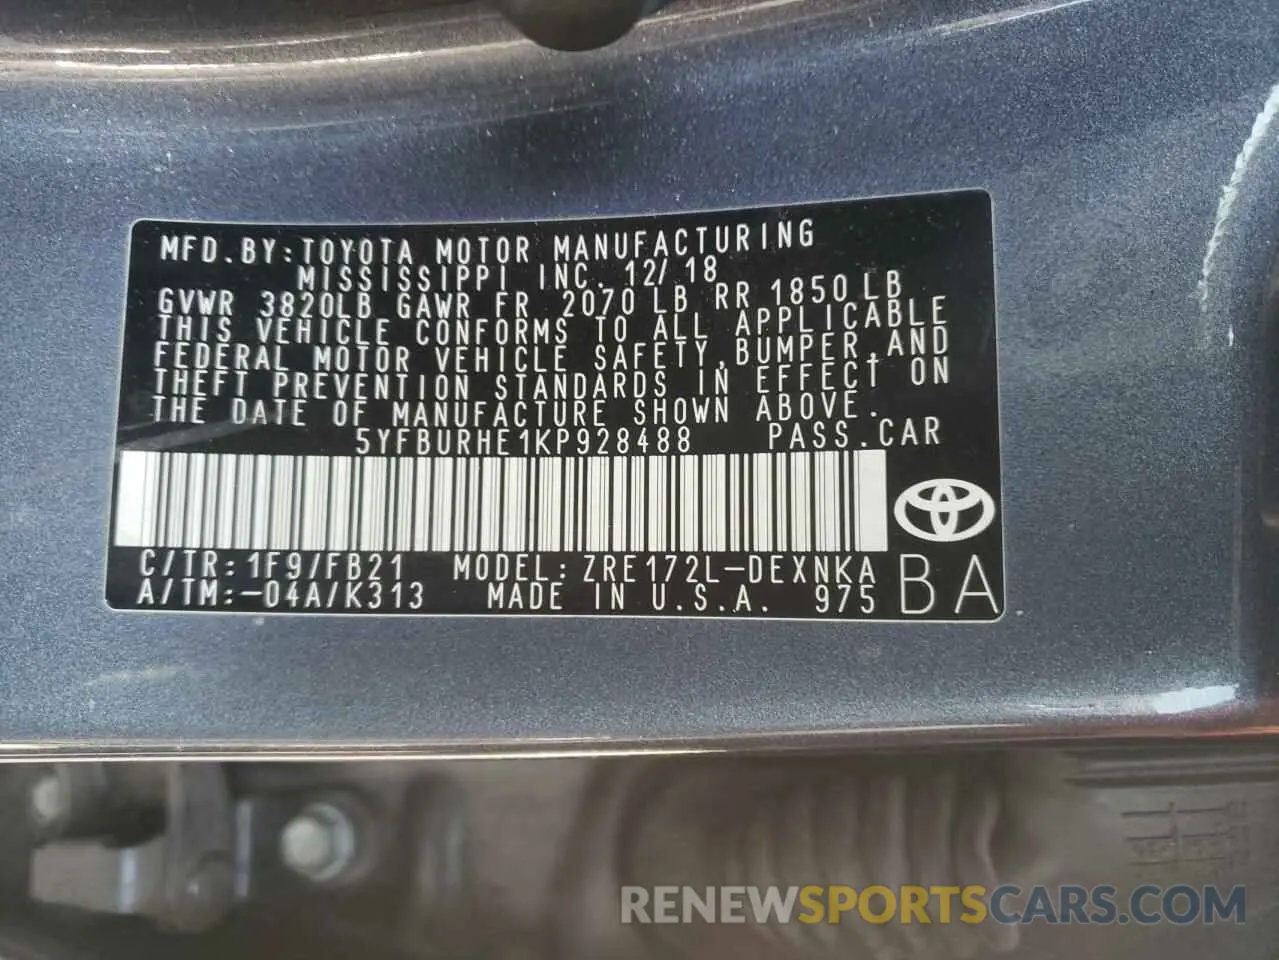 MFD.BY:TOYOTA MOTOR MANUFACTURING
MISSISSIPPI INC. 12/18
GVWR 3820LB GAWR FR 2070 LB RR 1850LB
THIS VEHICLE CONFORMS TO ALL APPLICABLE
FEDERAL MOTOR VEHICLE SAFETY,BUMPER,AND
THEFT PREVENTION STANDARDS IN EFFECT ON
THE DATE OF MANUFACTURE SHOWN ABOVE.
5YFBURHE1KP928488 PASS.CAR
C/TR:1F9/FB21 MODEL:ZRE172L-DEXNKA
A/TM:-04A/K313 MADE IN U.S.A. 975 BA
RENEWSPORTSCARS.COM